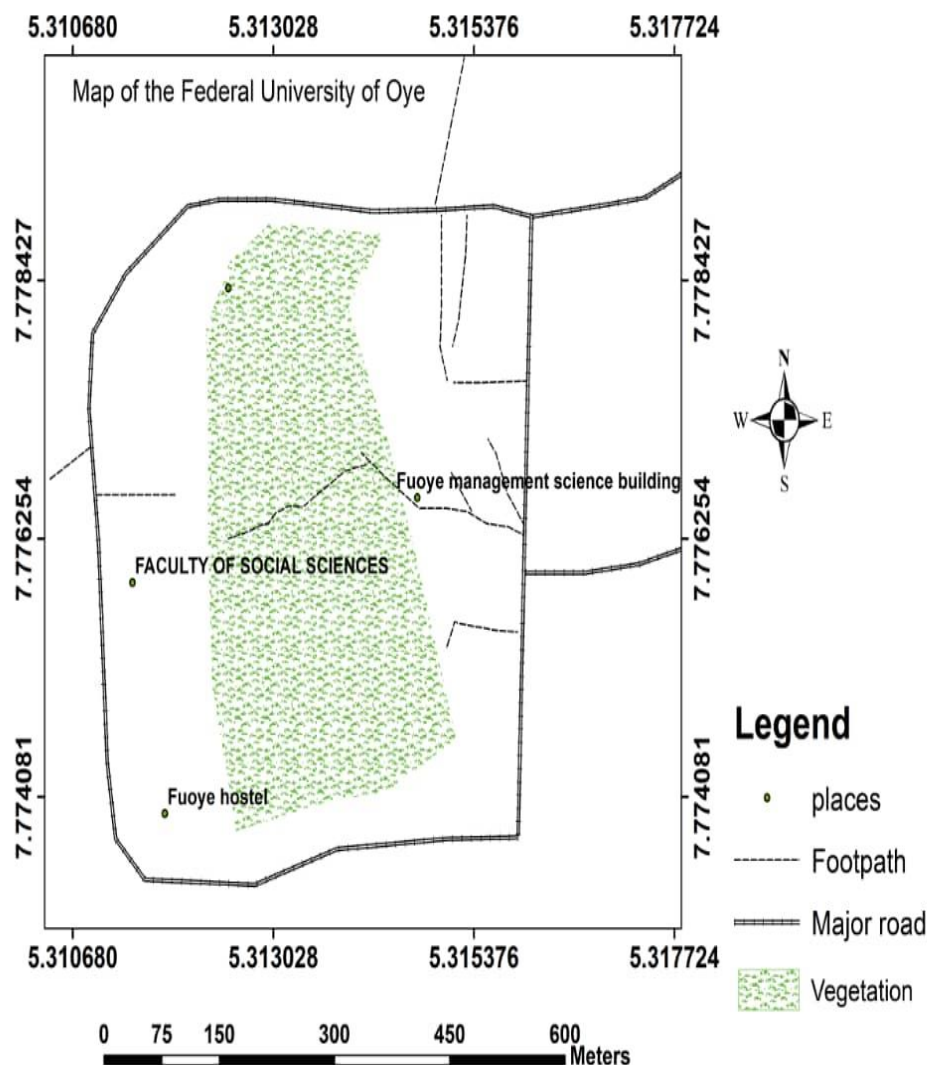 5.310680 5.313028 5.315376 5.317724
Map of the Federal University of Oye
7.778427 7.778427
N
W E
S
Fuoye management science building
7.776254 7.776254
FACULTY OF SOCIAL SCIENCES
Legend
7.774081 7.774081
Fuoye hostel
places
Footpath
Major road
Vegetation
5.310680 5.313028 5.315376 5.317724
0 75 150 300 450 600
Meters